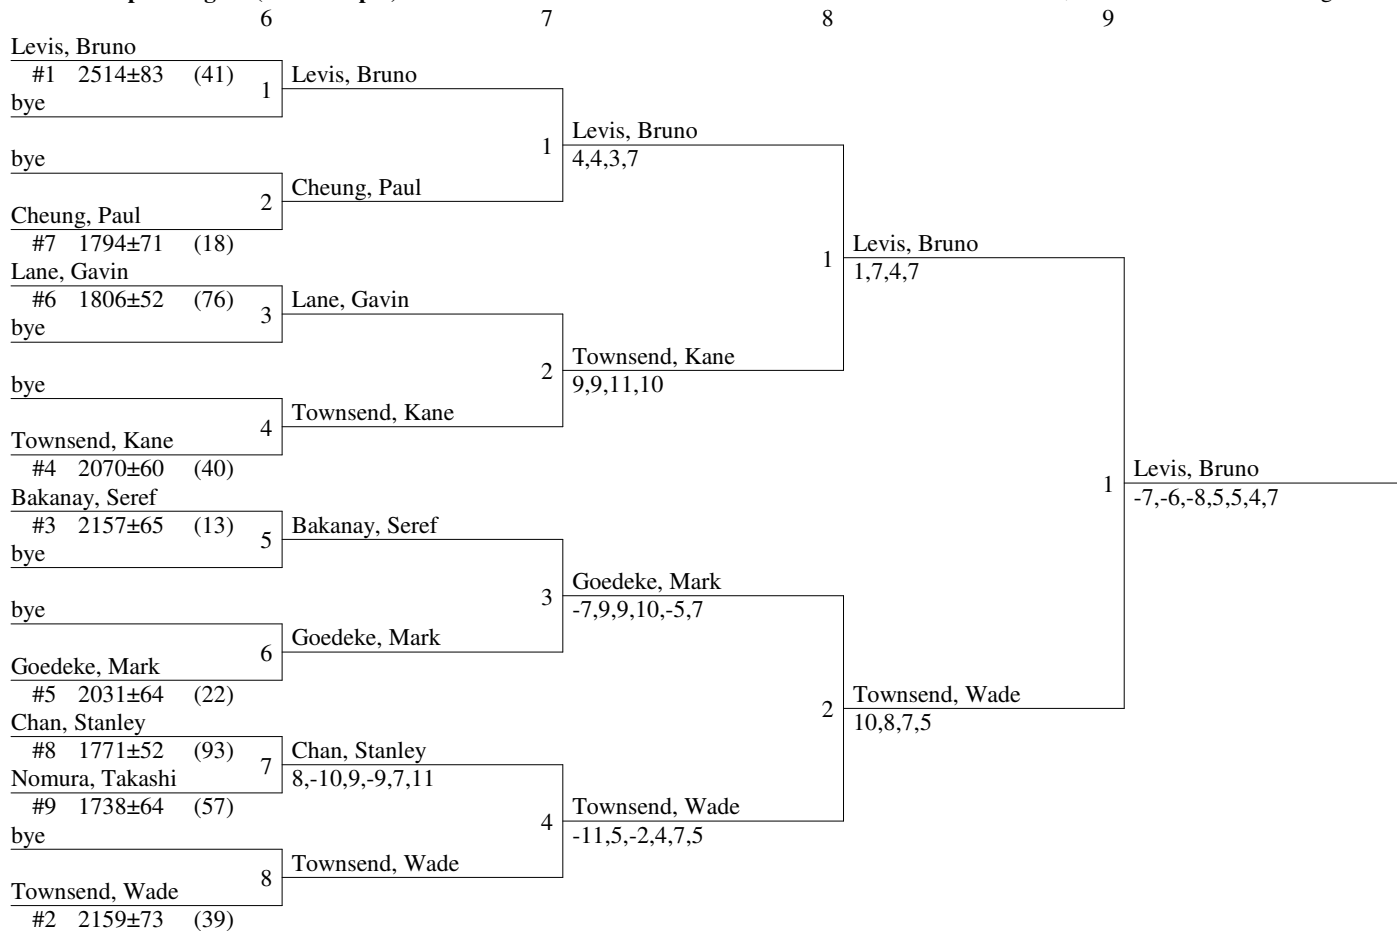 6 7 8 9
Levis, Bruno
#1 2514±83 (41)
bye
1
Levis, Bruno
bye
Cheung, Paul
#7 1794±71 (18)
2
Cheung, Paul
1
Levis, Bruno
4,4,3,7
Lane, Gavin
#6 1806±52 (76)
bye
3
Lane, Gavin
bye
Townsend, Kane
#4 2070±60 (40)
4
Townsend, Kane
2
Townsend, Kane
9,9,11,10
1
Levis, Bruno
1,7,4,7
Bakanay, Seref
#3 2157±65 (13)
bye
5
Bakanay, Seref
bye
Goedeke, Mark
#5 2031±64 (22)
6
Goedeke, Mark
3
Goedeke, Mark
-7,9,9,10,-5,7
Chan, Stanley
#8 1771±52 (93)
Nomura, Takashi
#9 1738±64 (57)
7
Chan, Stanley
8,-10,9,-9,7,11
bye
Townsend, Wade
#2 2159±73 (39)
8
Townsend, Wade
4
Townsend, Wade
-11,5,-2,4,7,5
2
Townsend, Wade
10,8,7,5
1
Levis, Bruno
-7,-6,-8,5,5,4,7